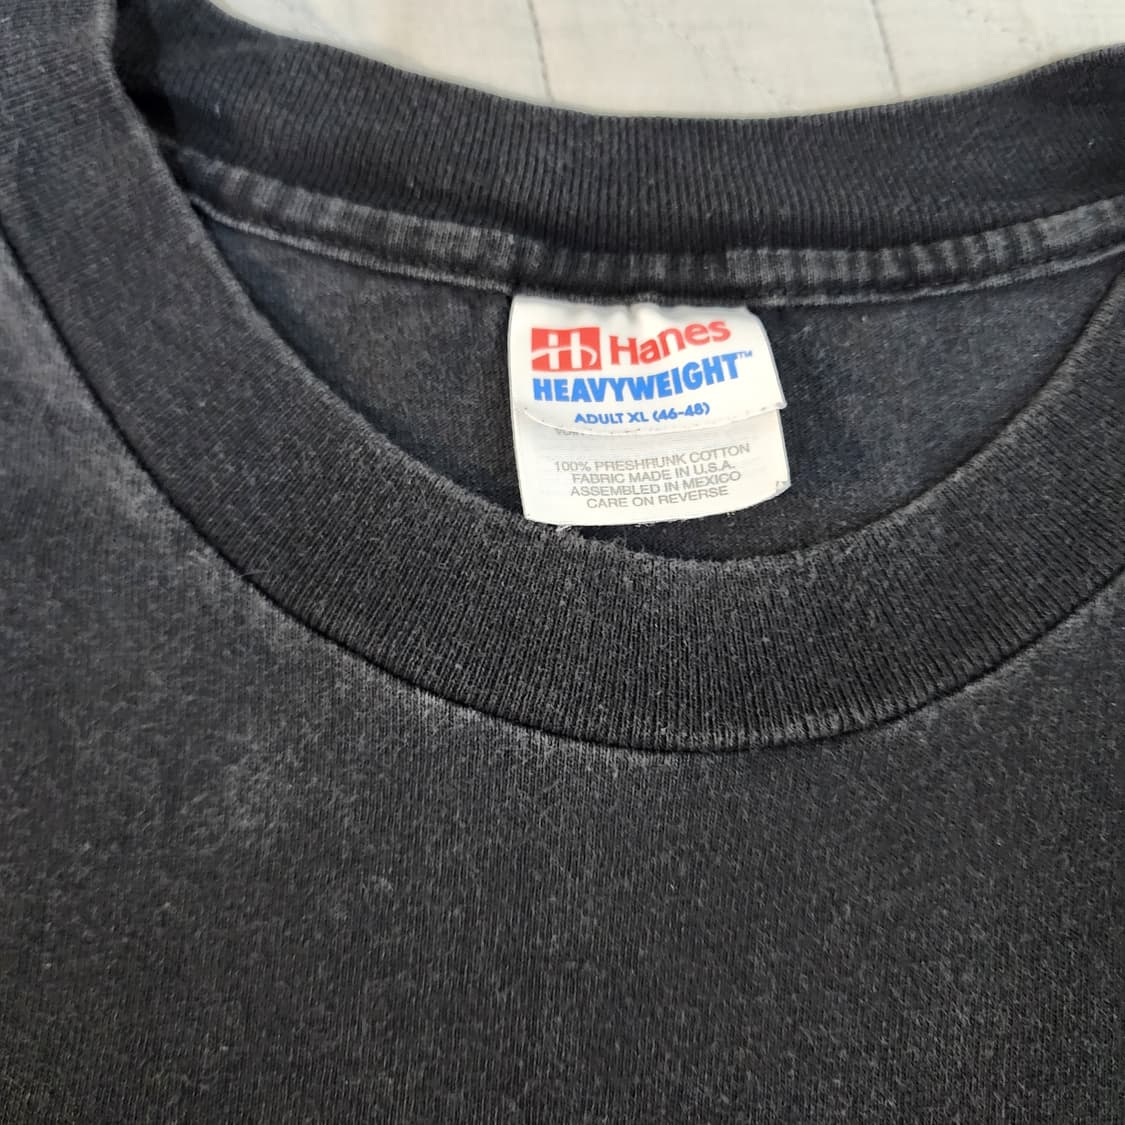 Hanes
HEAVYWEIGHT™
ADULT XL (46-48)
100% PRESHRUNK COTTON
FABRIC MADE IN U.S.A.
ASSEMBLED IN MEXICO
CARE ON REVERSE